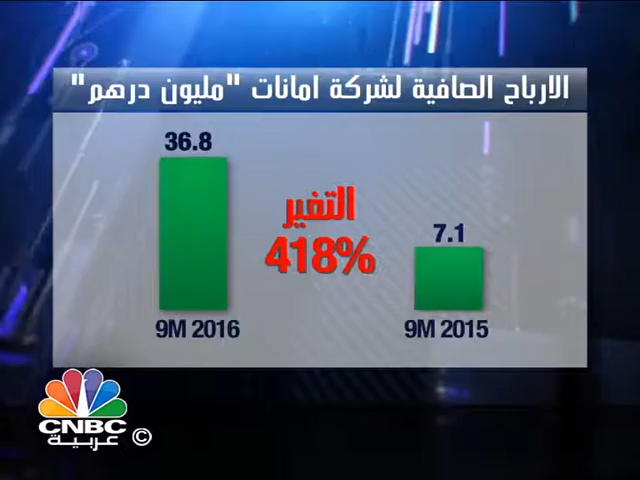 الارباح الصافية لشركة امانات "مليون درهم"
36.8
7.1
التغير
418%
9M 2016
9M 2015
CNBC
عربية ©